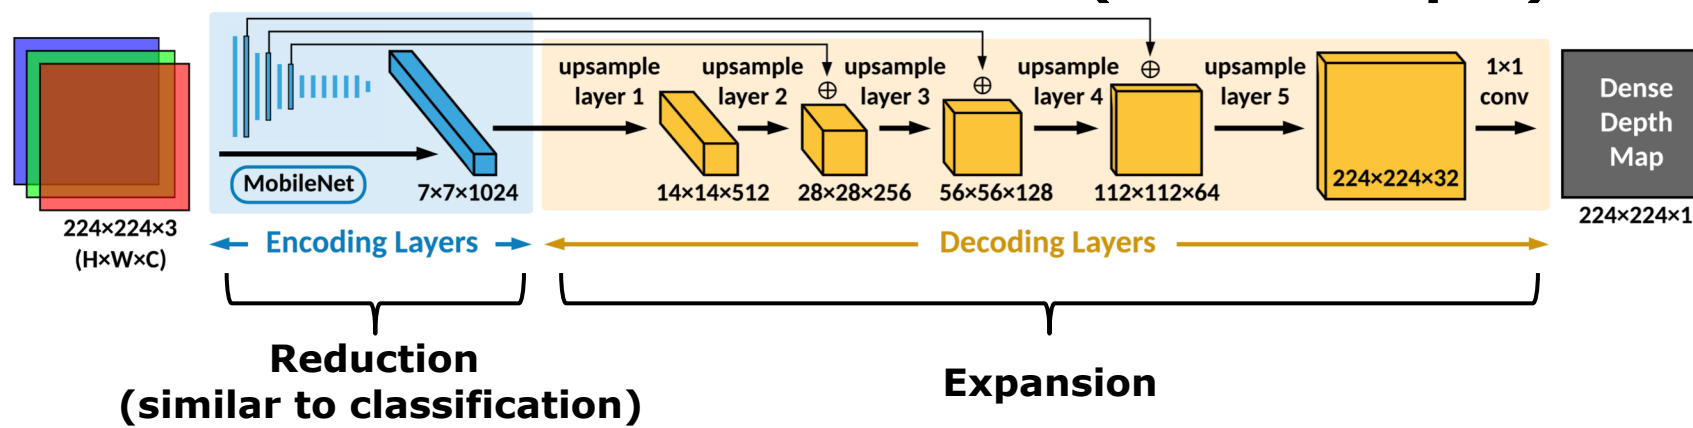 upsample
layer 1
upsample
layer 2
upsample
layer 3
upsample
layer 4
upsample
layer 5
1×1
conv
Dense
Depth
Map
MobileNet
7×7×1024
14×14×512
28×28×256
56×56×128
112×112×64
224×224×32
224×224×1
224×224×3
(H×W×C)
Encoding Layers
Decoding Layers
Reduction
(similar to classification)
Expansion